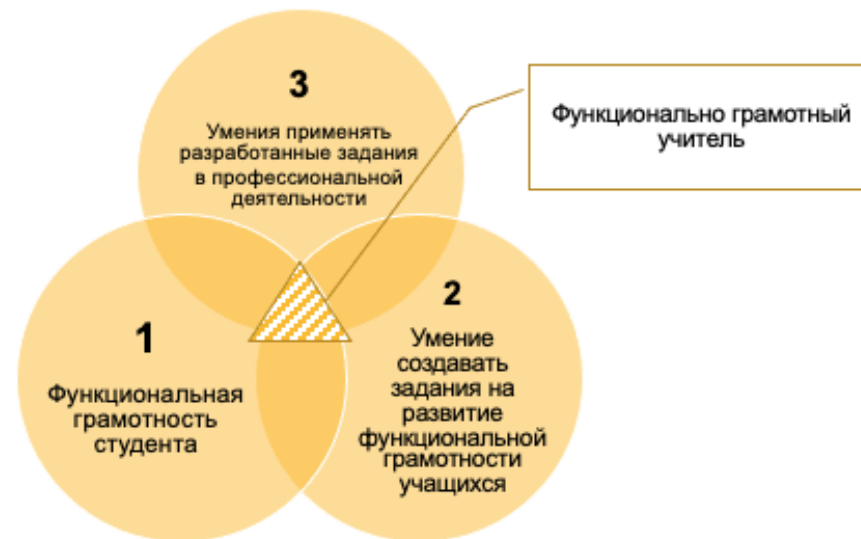 3
Умения применять
разработанные задания
в профессиональной
деятельности
Функционально грамотный
учитель
1
Функциональная
грамотность
студента
2
Умение
создавать
задания на
развитие
функциональной
грамотности
учащихся